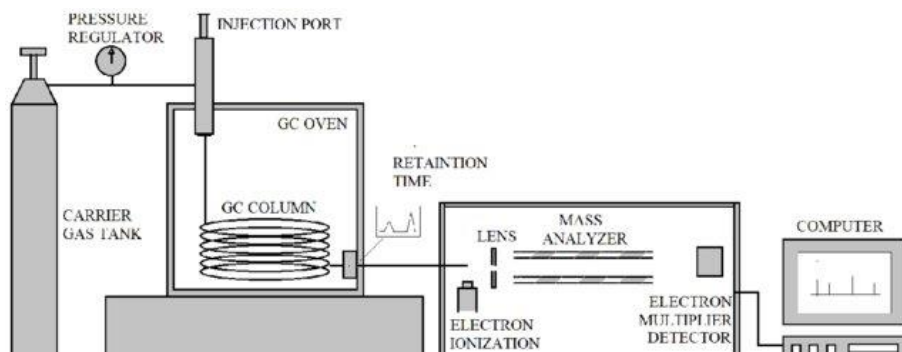 PRESSURE
REGULATOR
INJECTION PORT
GC OVEN
RETAINTION
TIME
GC COLUMN
CARRIER
GAS TANK
MASS
ANALYZER
LENS
COMPUTER
ELECTRON
IONIZATION
ELECTRON
MULTIPLIER
DETECTOR